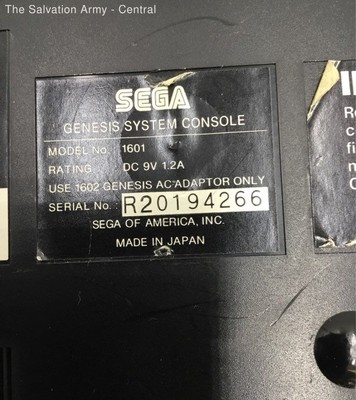 The Salvation Army - Central
SEGA
GENESIS SYSTEM CONSOLE
MODEL No. 1601
RATING DC 9V 1.2A
USE 1602 GENESIS AC ADAPTOR ONLY
SERIAL No. : R20194266
SEGA OF AMERICA, INC.
MADE IN JAPAN